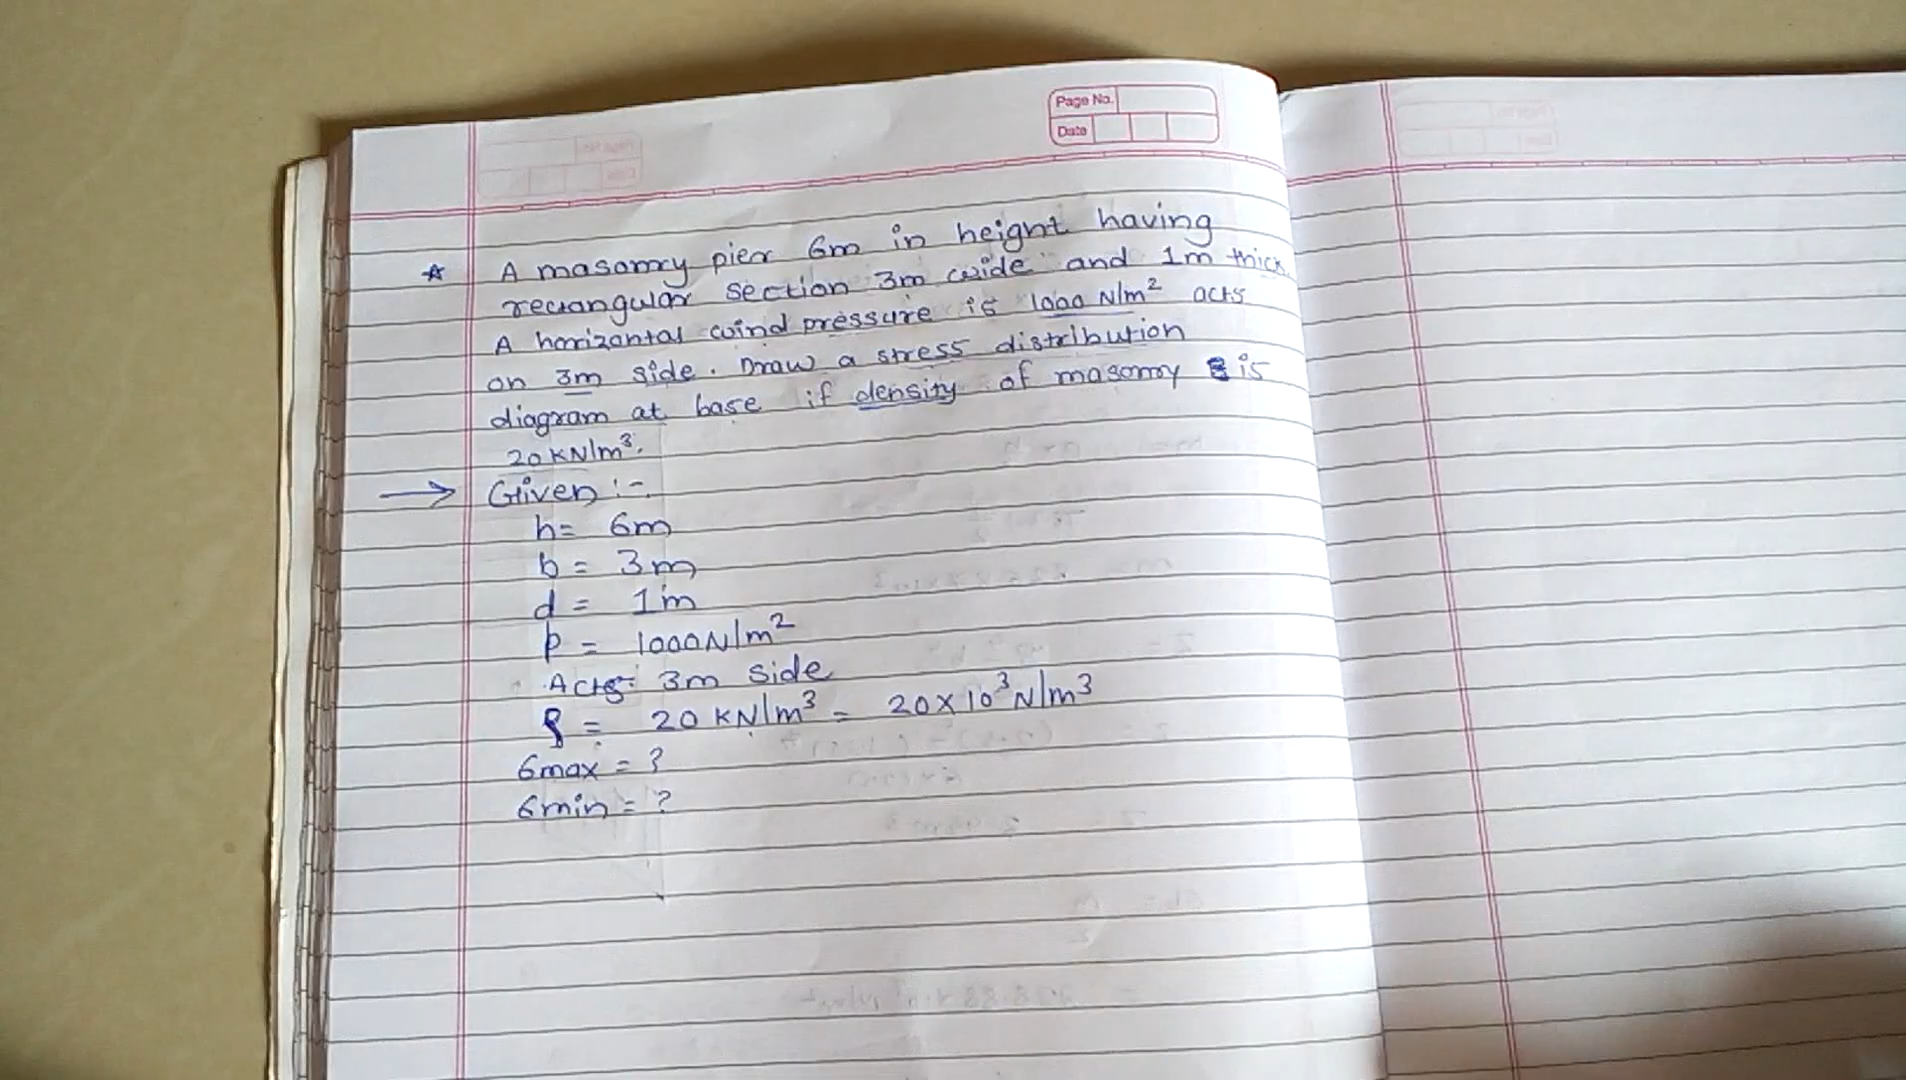 Page No.
Date
* A masonry pier 6m in height having
rectangular section 3m wide and 1m thick
A horizontal wind pressure is 1000 N/m² acts
on 3m side. Draw a stress distribution
diagram at base if density of masonry is
20 KN/m³.
→ Given :-
h = 6m
b = 3m
d = 1m
p = 1000N/m²
Acts 3m side
ρ = 20 KN/m³ = 20×10³ N/m³
σmax = ?
σmin = ?